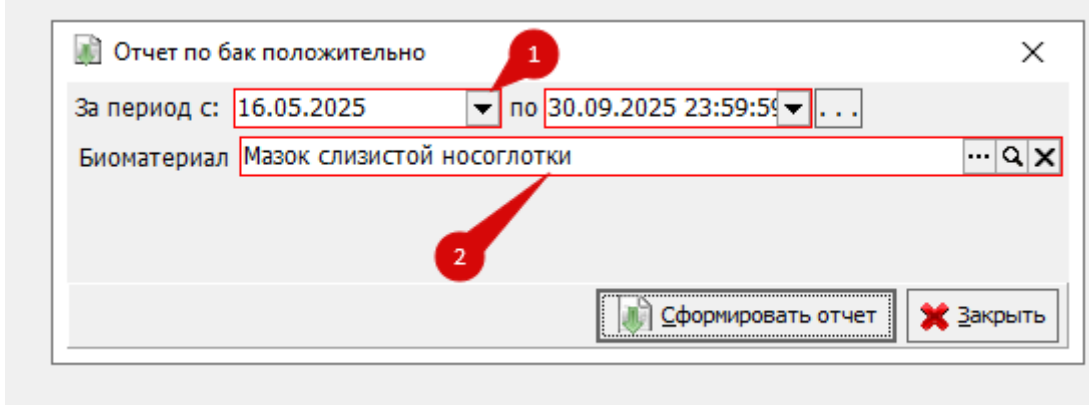 Отчет по бак положительно
1
За период с: 16.05.2025 по 30.09.2025 23:59:59 ...
Биоматериал Мазок слизистой носоглотки ...
2
Сформировать отчет Закрыть